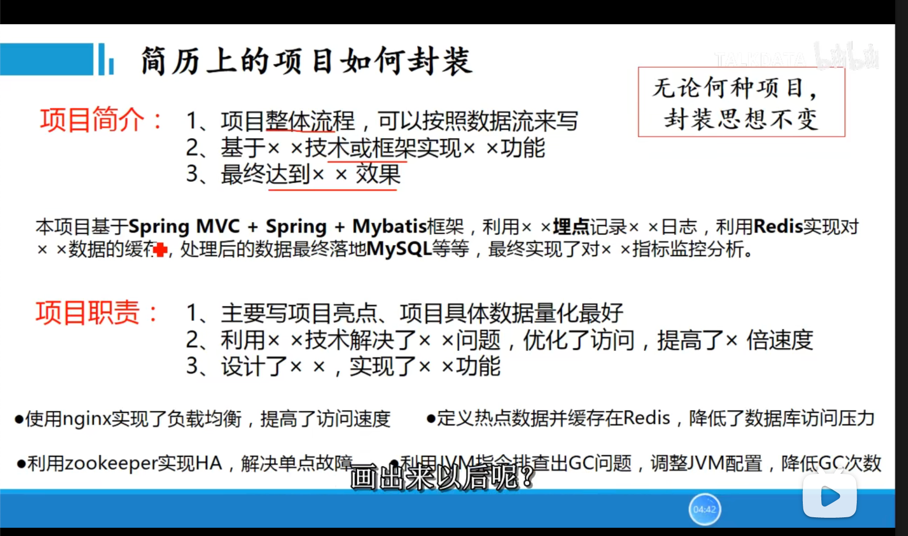 简历上的项目如何封装
bilibili
无论何种项目，
封装思想不变
项目简介：
1、项目整体流程，可以按照数据流来写
2、基于× ×技术或框架实现× ×功能
3、最终达到× × 效果
本项目基于Spring MVC + Spring + Mybatis框架，利用× ×埋点记录× ×日志，利用Redis实现对
× ×数据的缓存，处理后的数据最终落地MySQL等等，最终实现了对× ×指标监控分析。
项目职责：
1、主要写项目亮点、项目具体数据量化最好
2、利用× ×技术解决了× ×问题，优化了访问，提高了× 倍速度
3、设计了× ×，实现了× ×功能
●使用nginx实现了负载均衡，提高了访问速度
●定义热点数据并缓存在Redis，降低了数据库访问压力
●利用zookeeper实现HA，解决单点故障
●利用JVM指令排查出GC问题，调整JVM配置，降低GC次数
画出来以后呢？
04:42